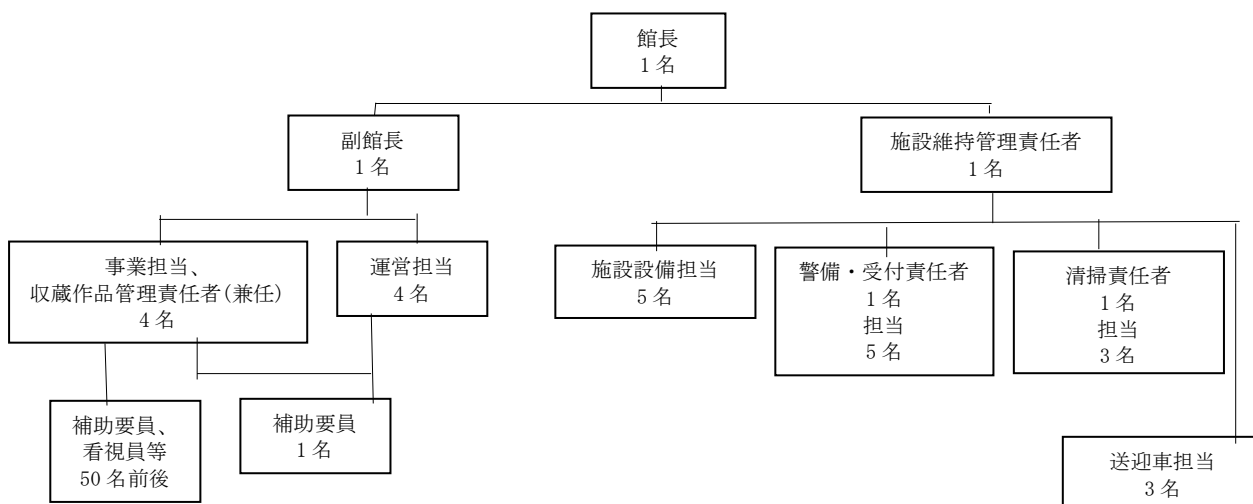 館長
1 名
副館長
1 名
施設維持管理責任者
1 名
事業担当、
収蔵作品管理責任者(兼任)
4 名
運営担当
4 名
施設設備担当
5 名
警備・受付責任者
1 名
担当
5 名
清掃責任者
1 名
担当
3 名
補助要員、
看視員等
50 名前後
補助要員
1 名
送迎車担当
3 名